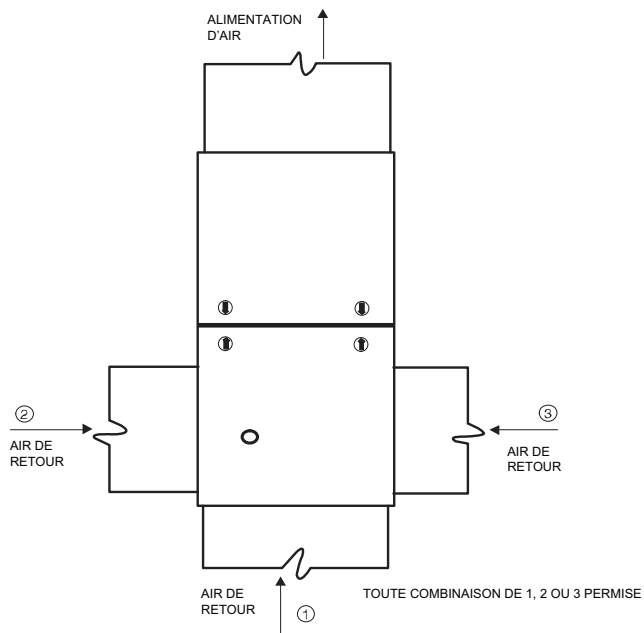 ALIMENTATION
D'AIR
②
AIR DE
RETOUR
③
AIR DE
RETOUR
AIR DE
RETOUR
①
TOUTE COMBINAISON DE 1, 2 OU 3 PERMISE